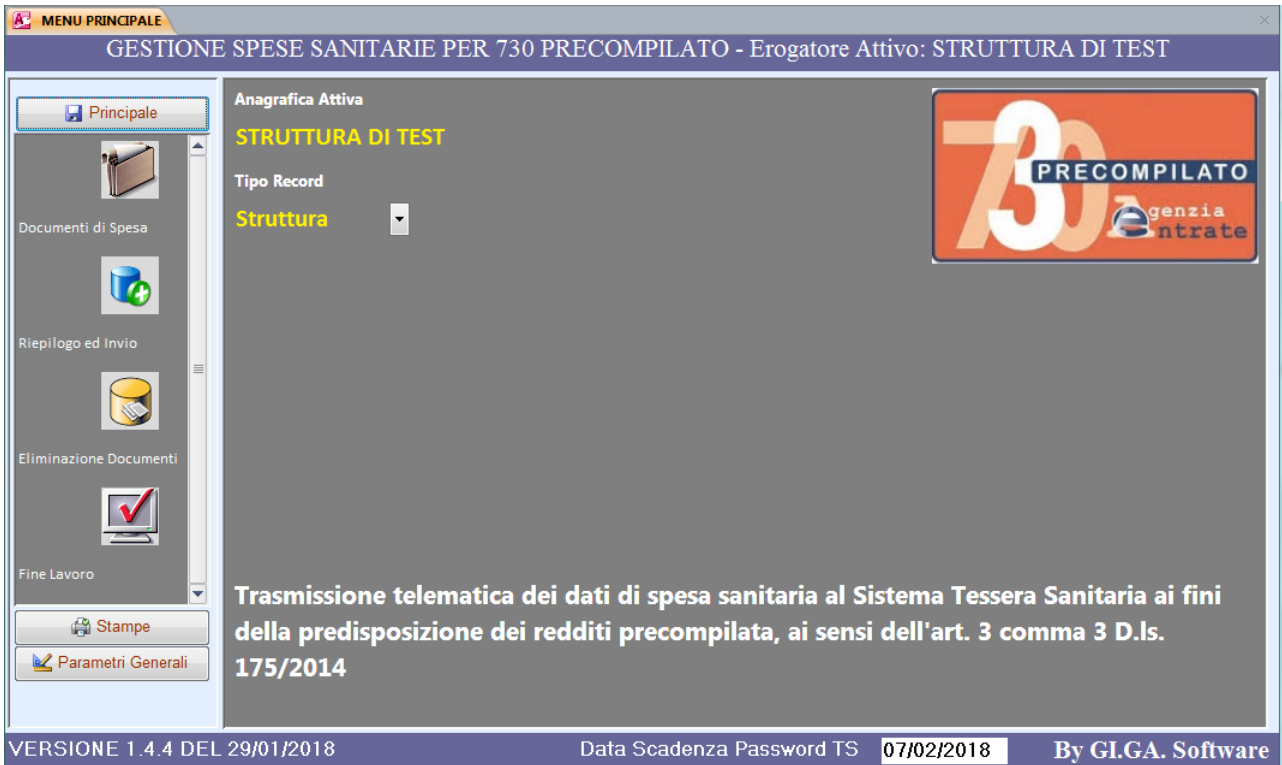 MENU PRINCIPALE
GESTIONE SPESE SANITARIE PER 730 PRECOMPILATO - Erogatore Attivo: STRUTTURA DI TEST
Principale
Documenti di Spesa
Riepilogo ed Invio
Eliminazione Documenti
Fine Lavoro
Stampe
Parametri Generali
Anagrafica Attiva
STRUTTURA DI TEST
Tipo Record
Struttura
730
PRECOMPILATO
Agenzia
entrate
Trasmissione telematica dei dati di spesa sanitaria al Sistema Tessera Sanitaria ai fini
della predisposizione dei redditi precompilata, ai sensi dell'art. 3 comma 3 D.ls.
175/2014
VERSIONE 1.4.4 DEL 29/01/2018
Data Scadenza Password TS 07/02/2018
By GI.GA. Software